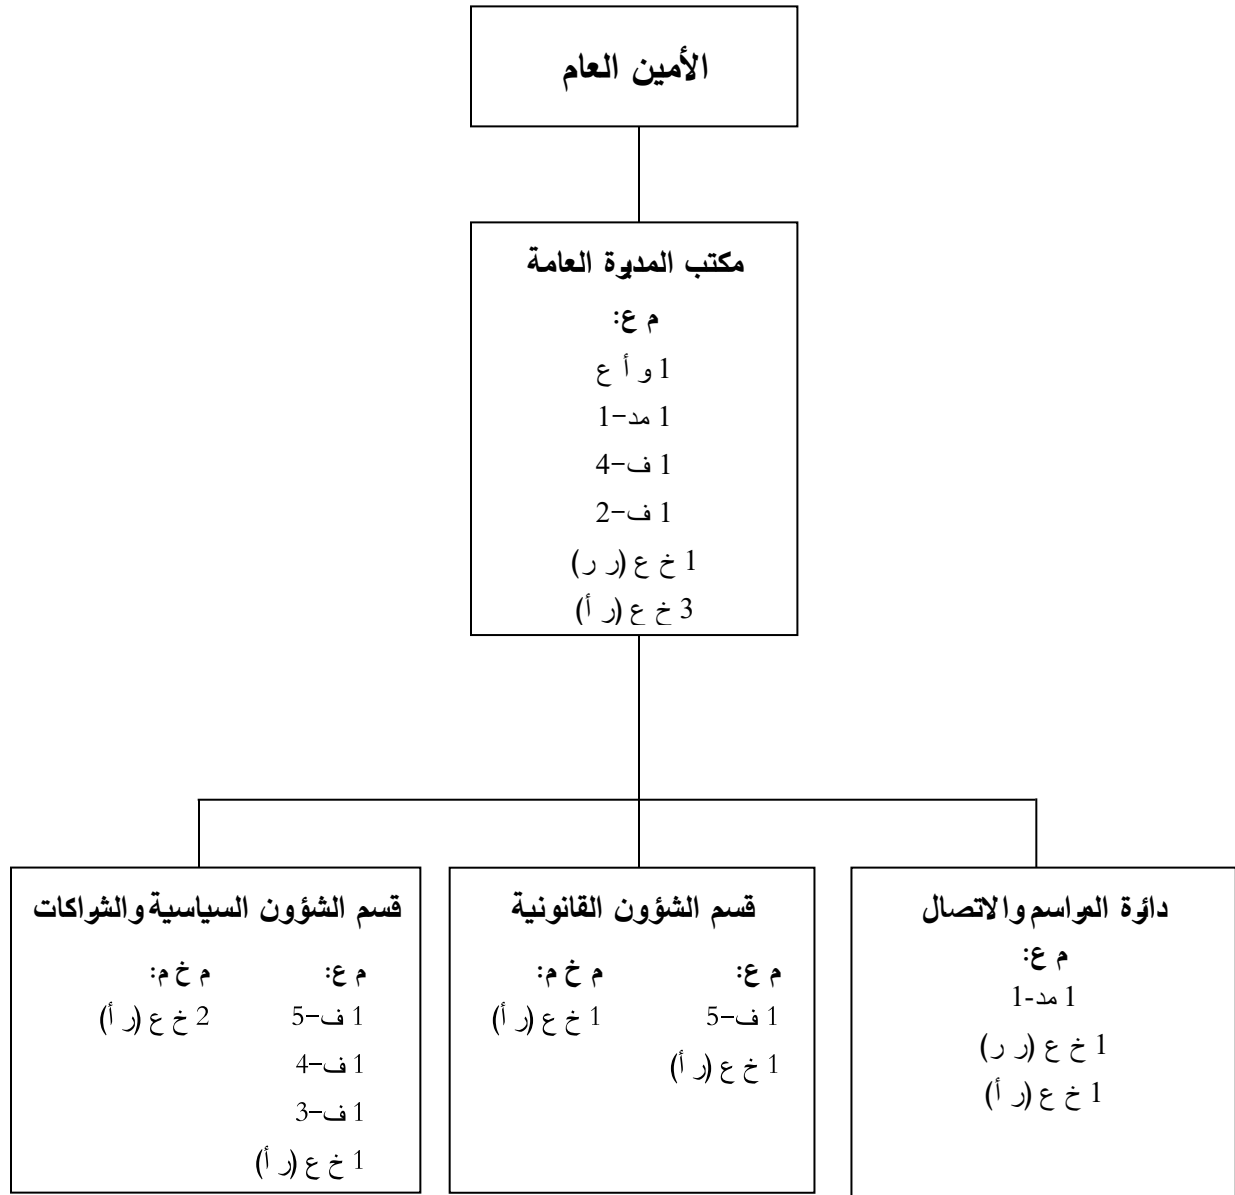 الأمين العام
مكتب المديرة العامة
م ع:
1 و أ ع
1 مد-1
1 ف-4
1 ف-2
1 خ ع (ر ر)
3 خ ع (ر أ)
دائرة المراسم والاتصال
م ع:
1 مد-1
1 خ ع (ر ر)
1 خ ع (ر أ)
قسم الشؤون القانونية
م ع: م خ م:
1 ف-5 1 خ ع (ر أ)
1 خ ع (ر أ)
قسم الشؤون السياسية والشراكات
م ع: م خ م:
1 ف-5 2 خ ع (ر أ)
1 ف-4
1 ف-3
1 خ ع (ر أ)